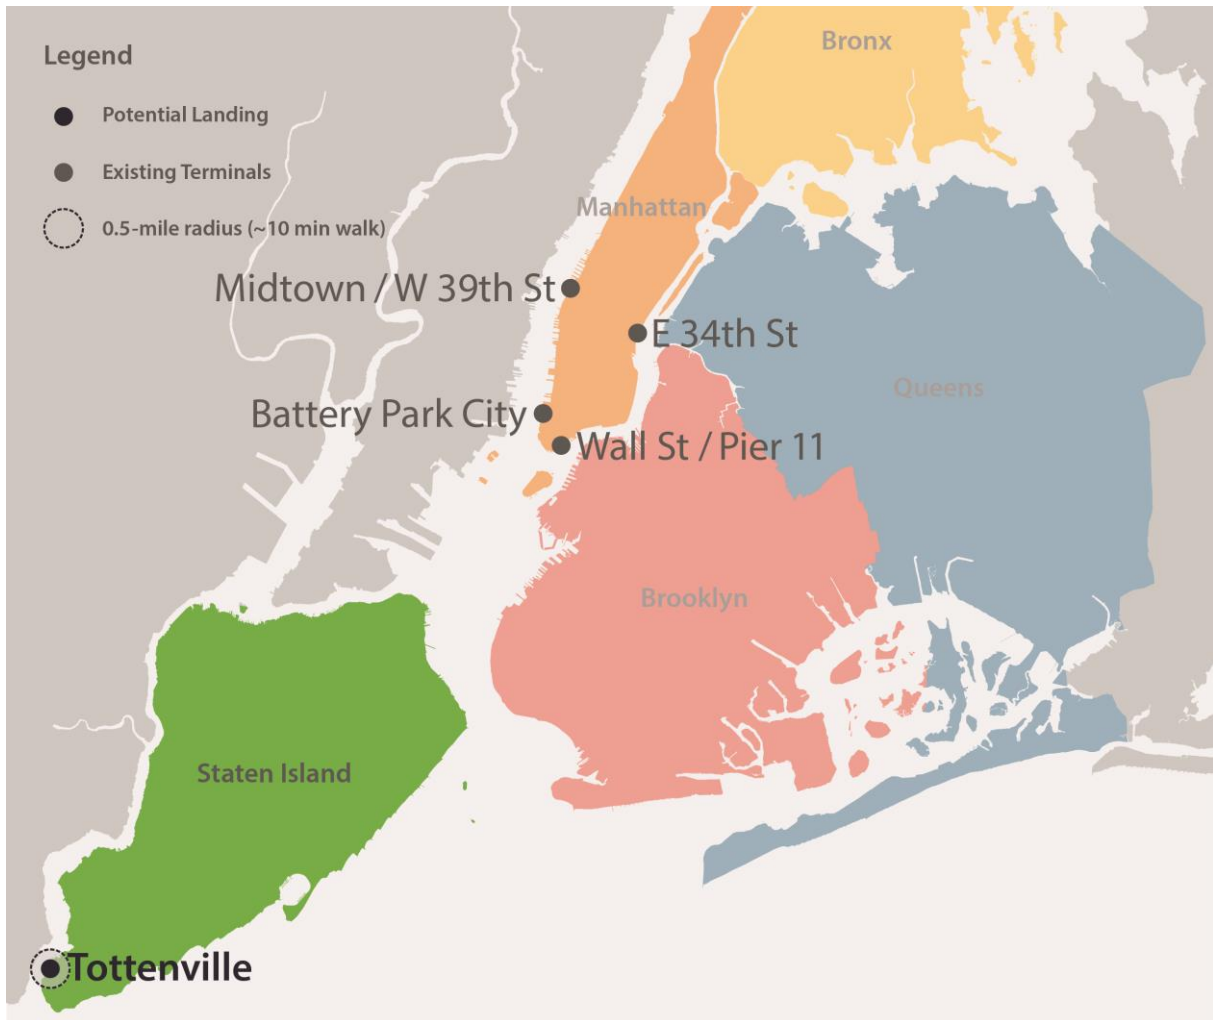 Legend
Potential Landing
Existing Terminals
0.5-mile radius (~10 min walk)
Bronx
Manhattan
Midtown / W 39th St
E 34th St
Queens
Battery Park City
Wall St / Pier 11
Brooklyn
Staten Island
Tottenville